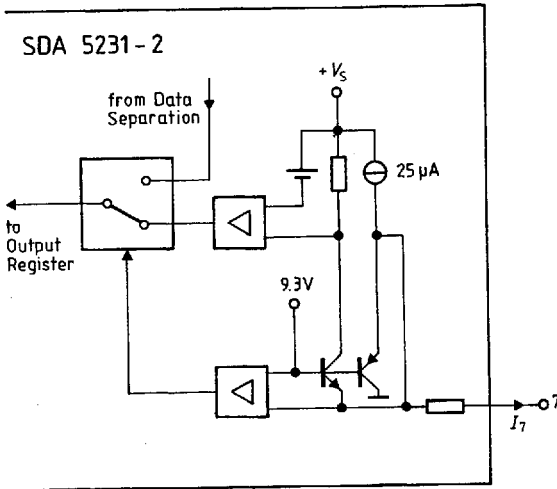 SDA 5231-2
+V_S
from Data
Separation
25 µA
to
Output
Register
9.3V
7
I_7